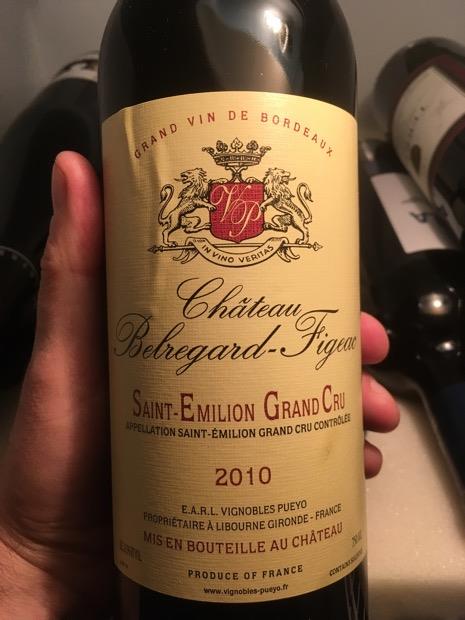 GRAND VIN DE BORDEAUX
VP
IN VINO VERITAS
Château
Belregard-Figeac
SAINT-EMILION GRAND CRU
APPELLATION SAINT-ÉMILION GRAND CRU CONTRÔLÉE
2010
E.A.R.L. VIGNOBLES PUEYO
PROPRIÉTAIRE À LIBOURNE GIRONDE - FRANCE
MIS EN BOUTEILLE AU CHÂTEAU
PRODUCE OF FRANCE
www.vignobles-pueyo.fr